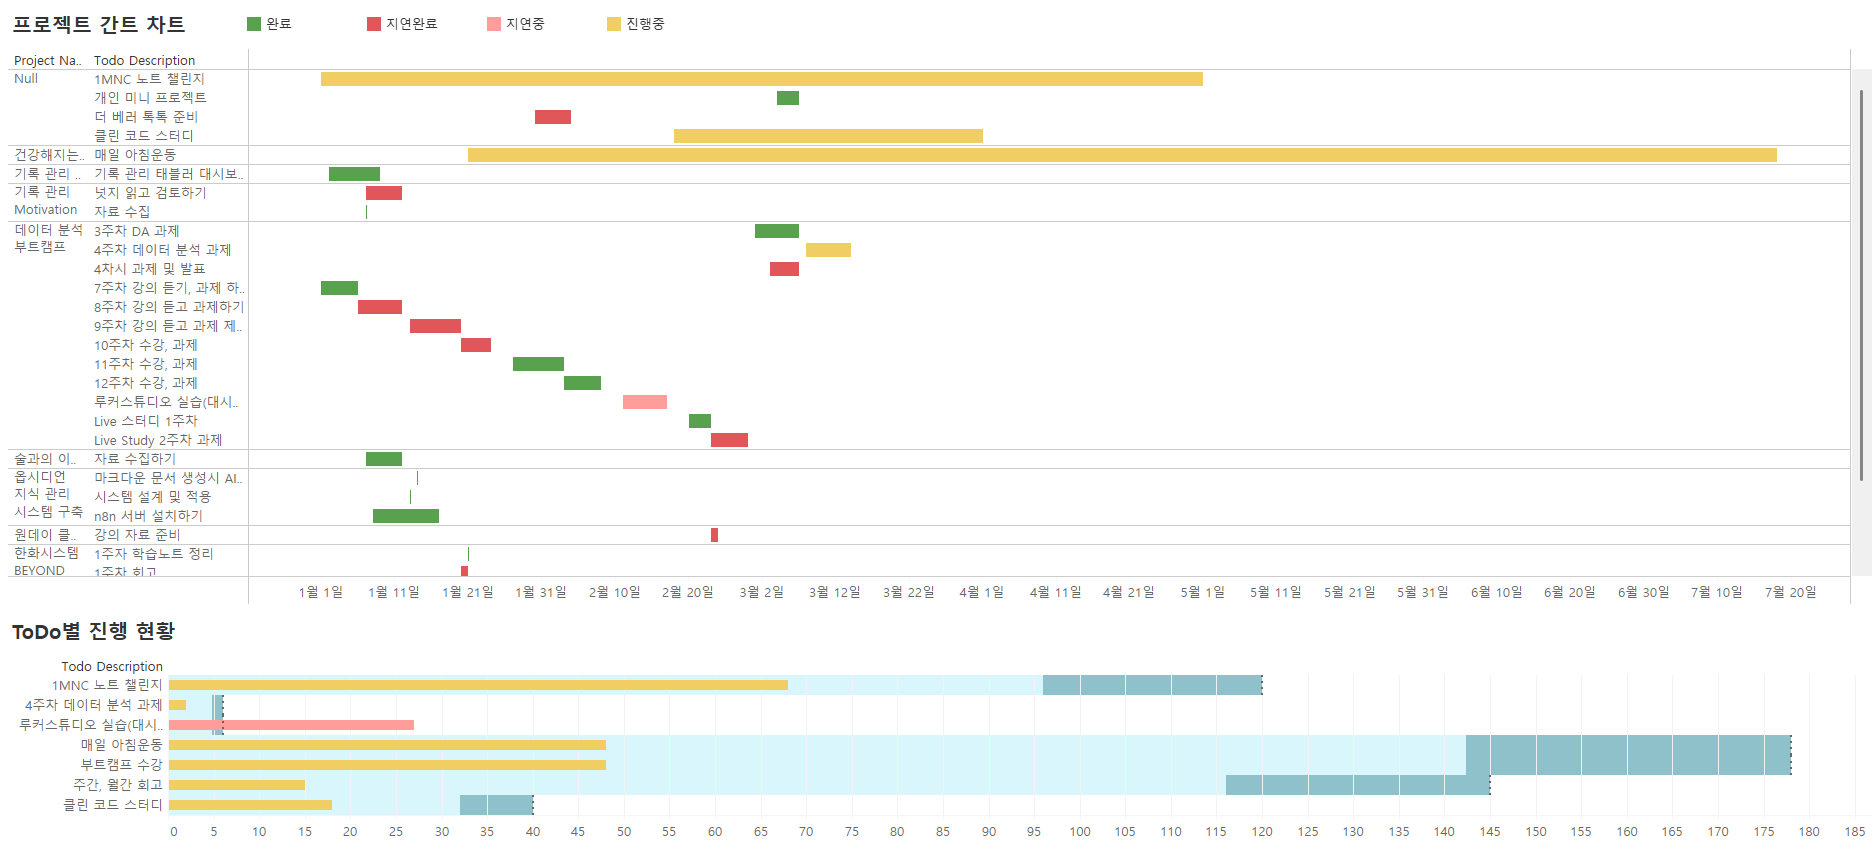 프로젝트 간트 차트
완료 지연완료 지연중 진행중
Project Na.. Todo Description
Null 1MNC 노트 챌린지
개인 미니 프로젝트
더 베러 톡톡 준비
클린 코드 스터디
건강해지는.. 매일 아침운동
기록 관리 .. 기록 관리 태블러 대시보..
기록 관리 넛지 읽고 검토하기
Motivation 자료 수집
데이터 분석 3주차 DA 과제
부트캠프 4주차 데이터 분석 과제
4차시 과제 및 발표
7주차 강의 듣기, 과제 하..
8주차 강의 듣고 과제하기
9주차 강의 듣고 과제 제..
10주차 수강, 과제
11주차 수강, 과제
12주차 수강, 과제
루커스튜디오 실습(대시..
Live 스터디 1주차
Live Study 2주차 과제
술과의 이.. 자료 수집하기
옵시디언 마크다운 문서 생성시 AI..
지식 관리 시스템 설계 및 적용
시스템 구축 n8n 서버 설치하기
원데이 클.. 강의 자료 준비
한화시스템 1주자 학습노트 정리
BEYOND 1주차 회고
1월 1일 1월 11일 1월 21일 1월 31일 2월 10일 2월 20일 3월 2일 3월 12일 3월 22일 4월 1일 4월 11일 4월 21일 5월 1일 5월 11일 5월 21일 5월 31일 6월 10일 6월 20일 6월 30일 7월 10일 7월 20일
ToDo별 진행 현황
Todo Description
1MNC 노트 챌린지
4주차 데이터 분석 과제
루커스튜디오 실습(대시..
매일 아침운동
부트캠프 수강
주간, 월간 회고
클린 코드 스터디
0 5 10 15 20 25 30 35 40 45 50 55 60 65 70 75 80 85 90 95 100 105 110 115 120 125 130 135 140 145 150 155 160 165 170 175 180 185